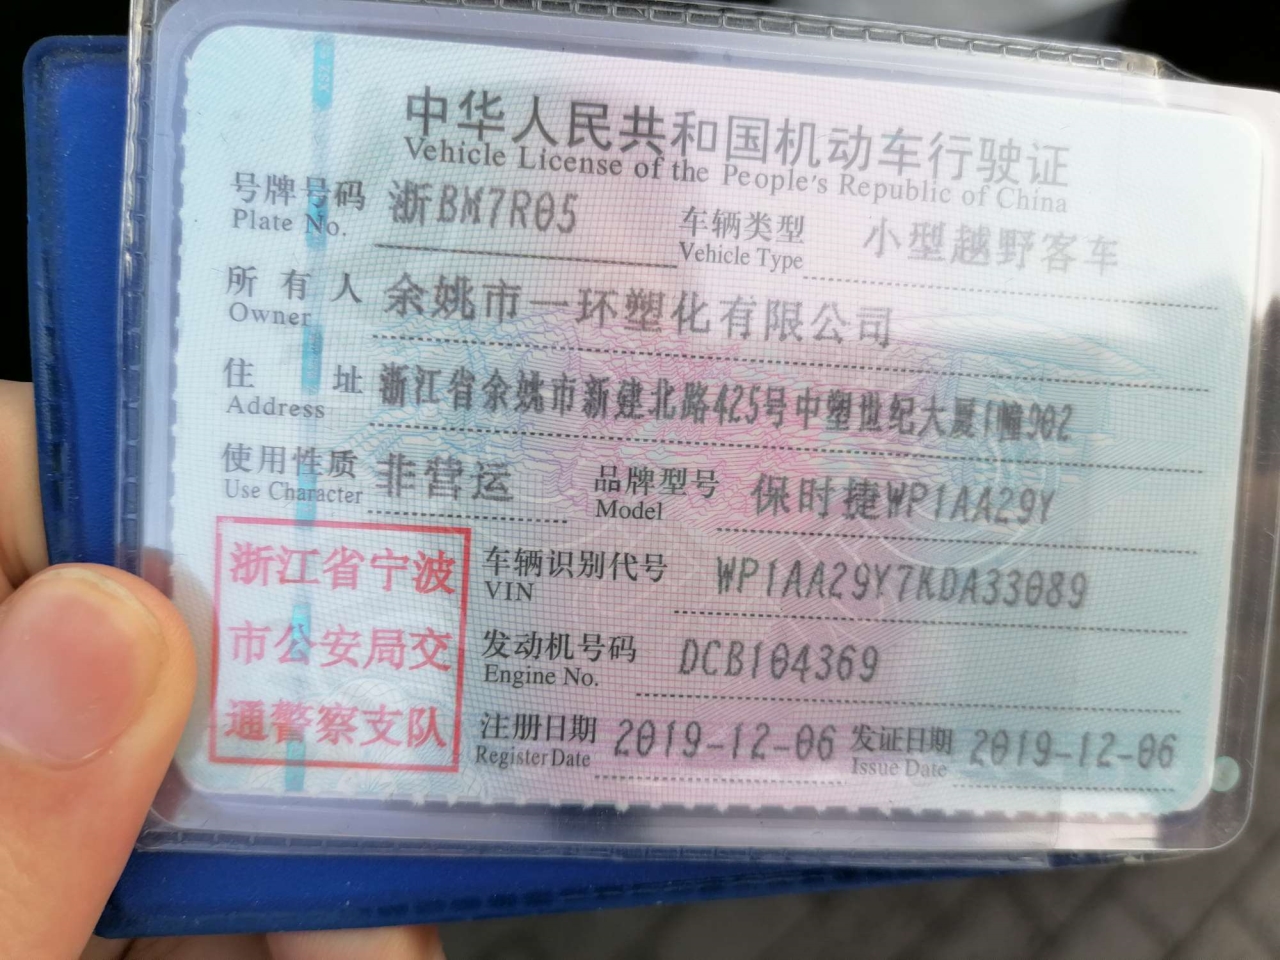 中华人民共和国机动车行驶证
Vehicle License of the People's Republic of China
号牌号码 浙BM7R05 车辆类型 小型越野客车
Plate No. Vehicle Type
所有人 余姚市一环塑化有限公司
Owner
住址 浙江省余姚市新建北路425号中塑世纪大厦1幢902
Address
使用性质 非营运 品牌型号 保时捷WP1AA29Y
Use Character Model
浙江省宁波
市公安局交
通警察支队
车辆识别代号 WP1AA29Y7KDA33089
VIN
发动机号码 DCB104369
Engine No.
注册日期 2019-12-06 发证日期 2019-12-06
Register Date Issue Date